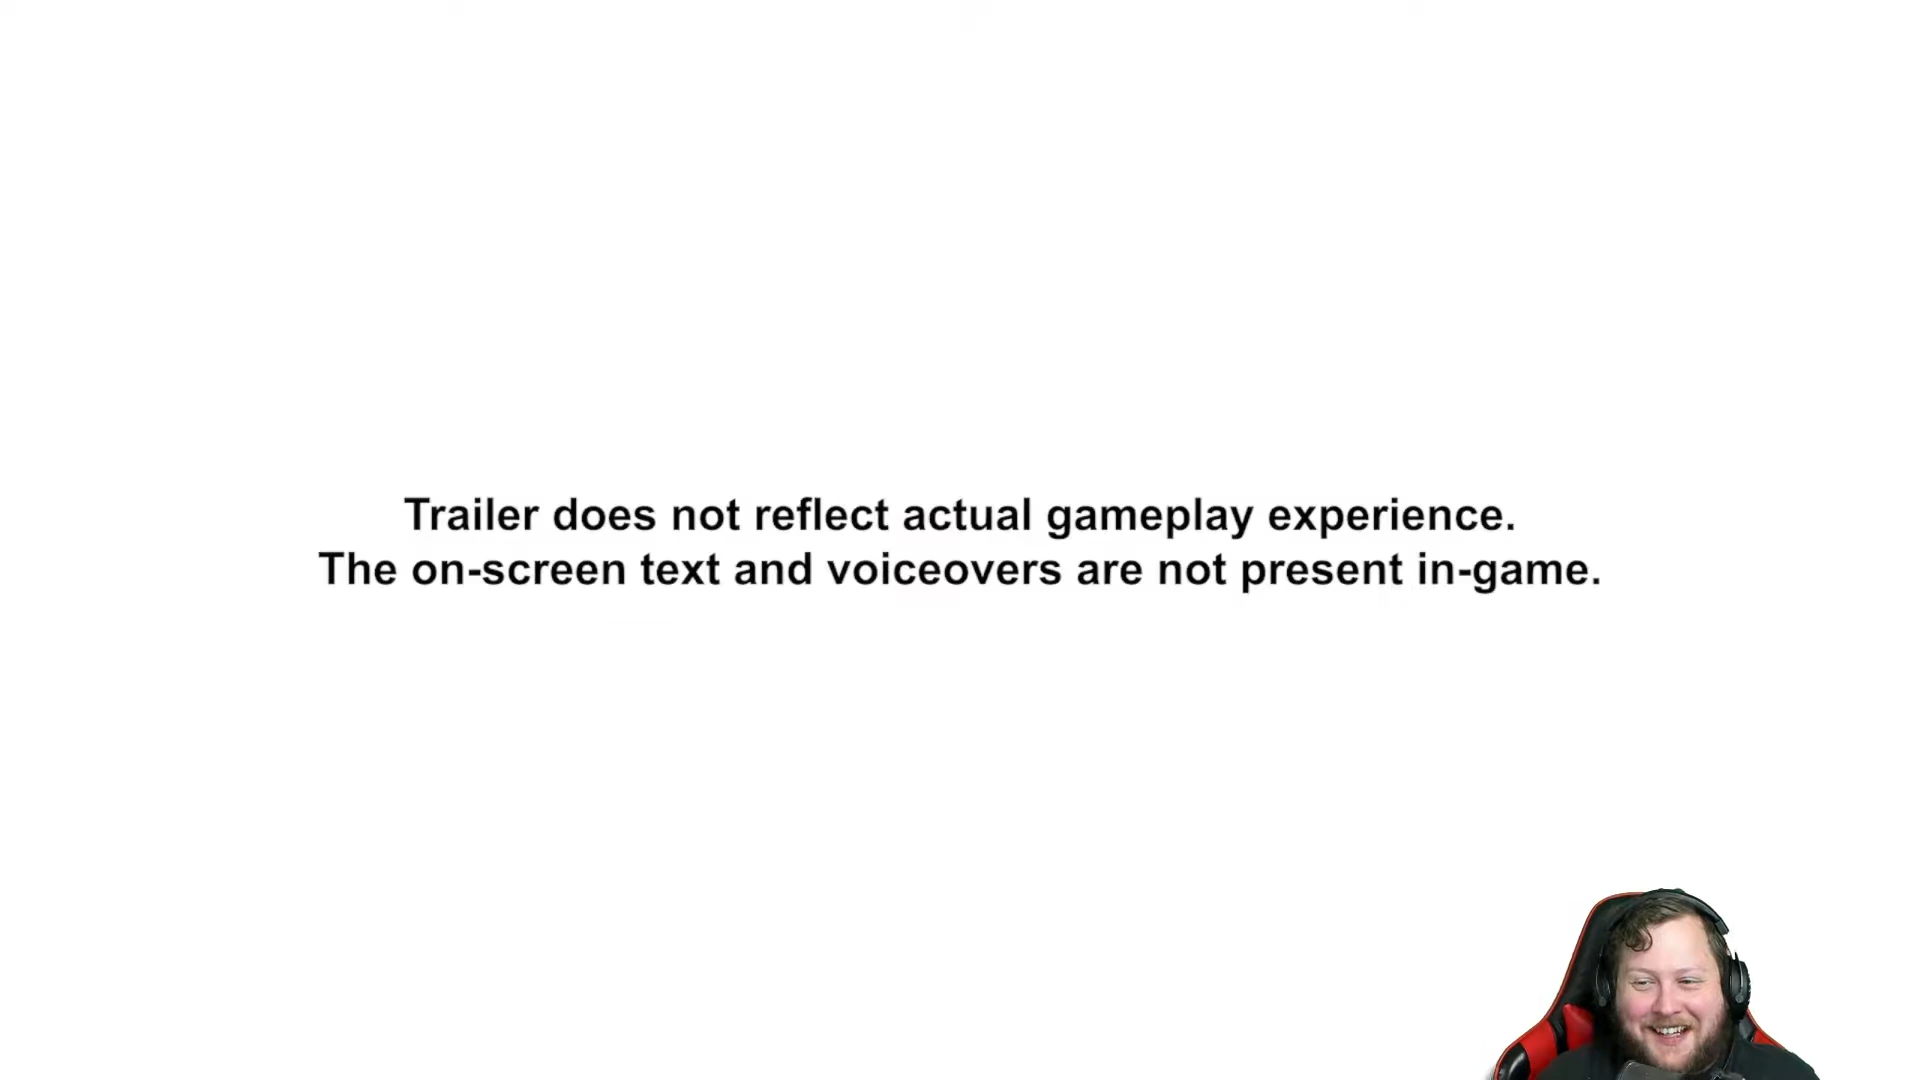 Trailer does not reflect actual gameplay experience.
The on-screen text and voiceovers are not present in-game.